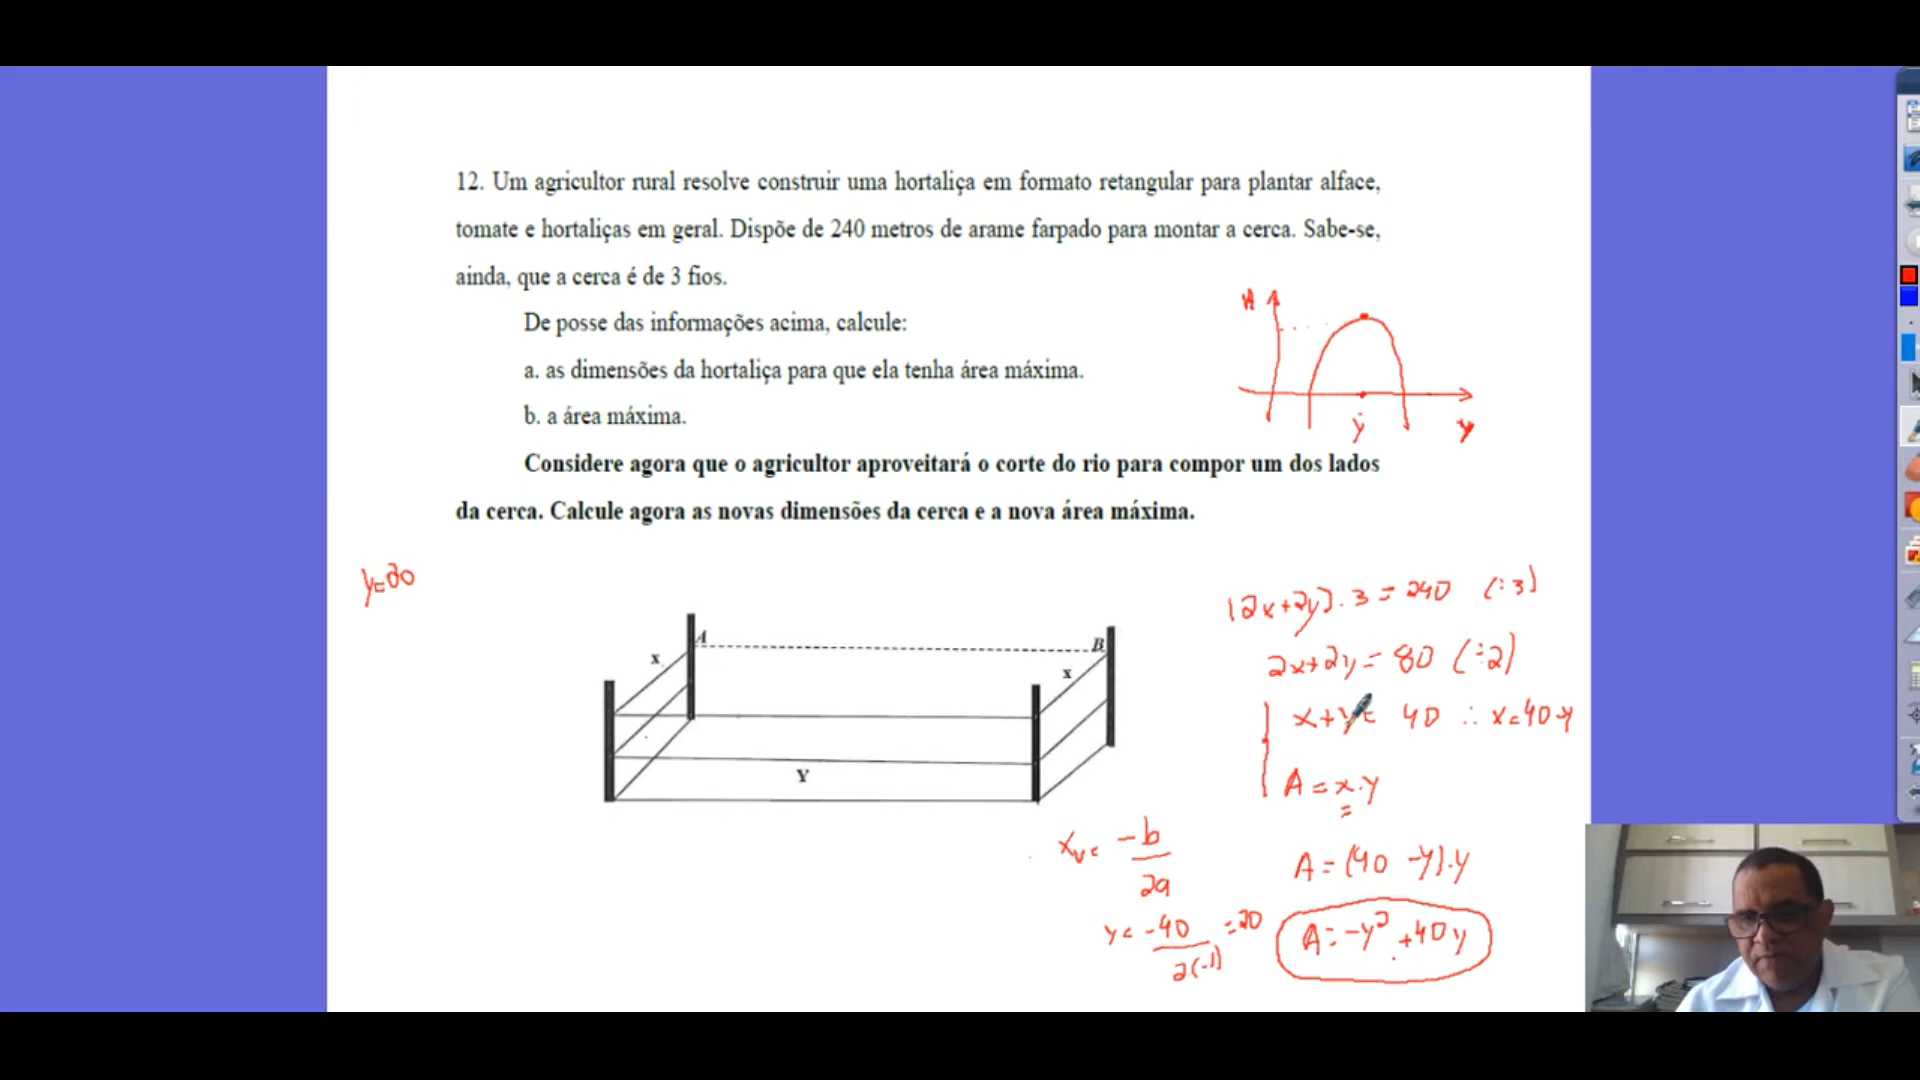 12. Um agricultor rural resolve construir uma hortaliça em formato retangular para plantar alface,
tomate e hortaliças em geral. Dispõe de 240 metros de arame farpado para montar a cerca. Sabe-se,
ainda, que a cerca é de 3 fios.
De posse das informações acima, calcule:
a. as dimensões da hortaliça para que ela tenha área máxima.
b. a área máxima.
Considere agora que o agricultor aproveitará o corte do rio para compor um dos lados
da cerca. Calcule agora as novas dimensões da cerca e a nova área máxima.
A
y
y
y=20
A
B
x
x
Y
(2x+2y).3=240 (:3)
2x+2y=80 (÷2)
x+y= 40 ∴ x=40-y
A=x.y
xv= -b/2a
A=(40-y).y
y= -40/2(-1) =20
A=-y²+40y